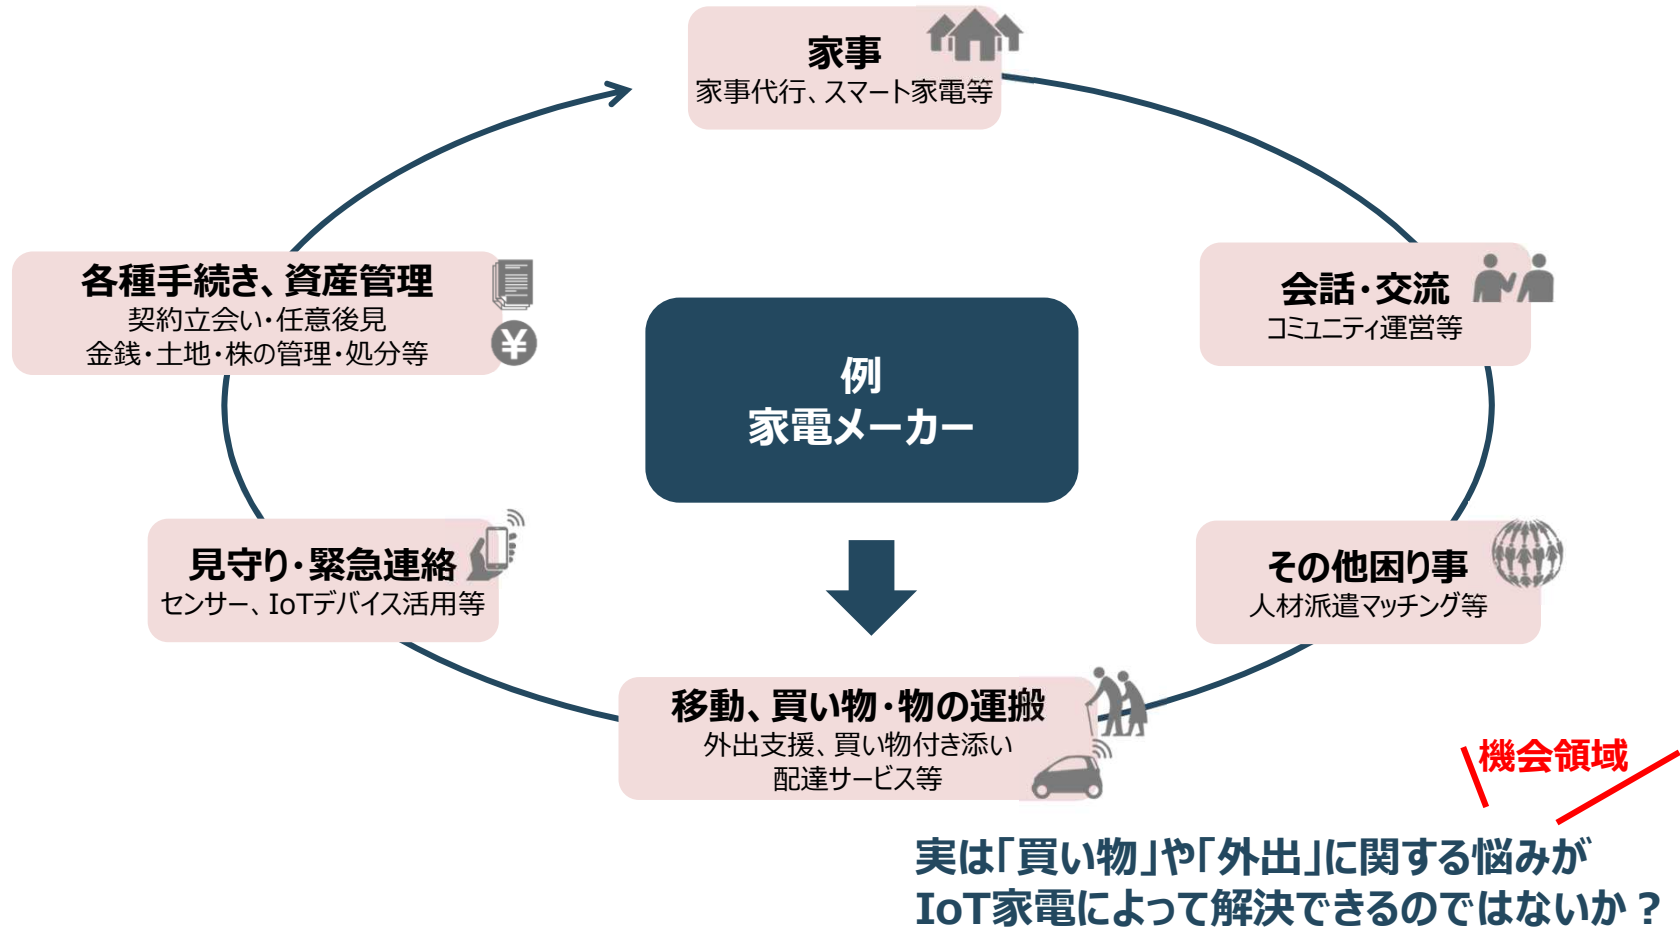 家事
家事代行、スマート家電等
会話・交流
コミュニティ運営等
その他困り事
人材派遣マッチング等
移動、買い物・物の運搬
外出支援、買い物付き添い
配達サービス等
見守り・緊急連絡
センサー、IoTデバイス活用等
各種手続き、資産管理
契約立会い・任意後見
金銭・土地・株の管理・処分等
¥
例
家電メーカー
機会領域
実は「買い物」や「外出」に関する悩みが
IoT家電によって解決できるのではないか？